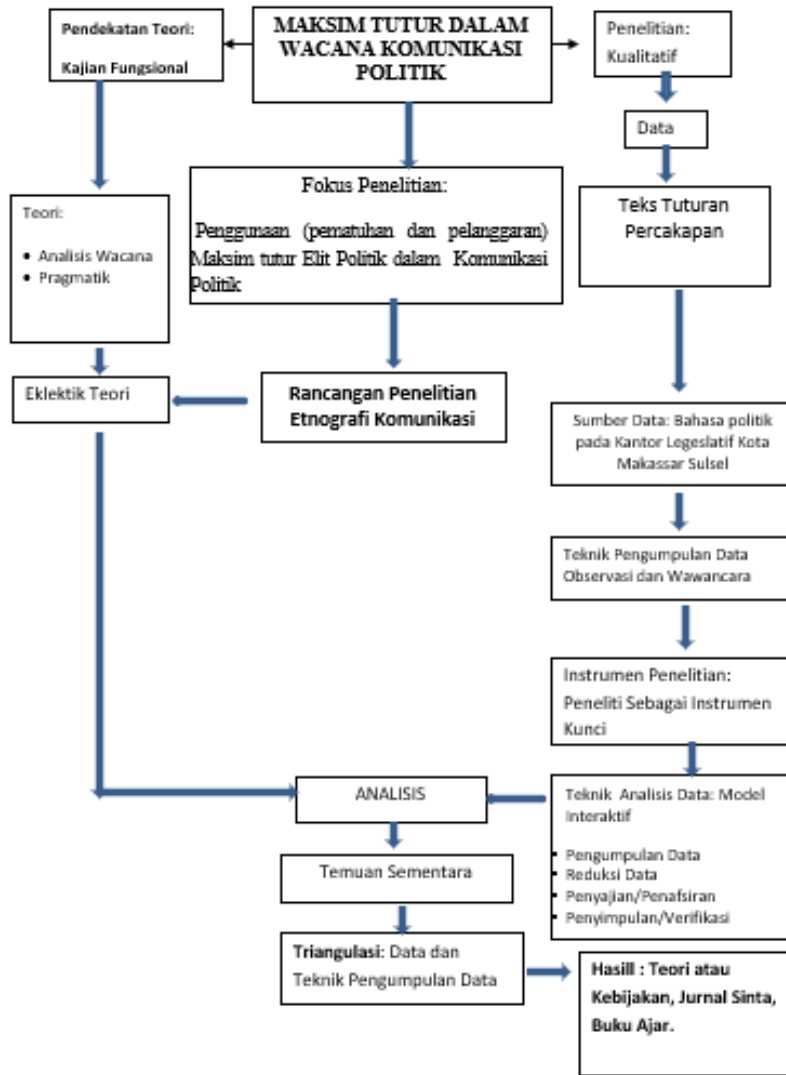 Pendekatan Teori:
Kajian Fungsional
MAKSIM TUTUR DALAM
WACANA KOMUNIKASI
POLITIK
Penelitian:
Kualitatif
Data
Teori:
• Analisis Wacana
• Pragmatik
Fokus Penelitian:
Penggunaan (pematuhan dan pelanggaran)
Maksim tutur Elit Politik dalam Komunikasi
Politik
Teks Tuturan
Percakapan
Eklektik Teori
Rancangan Penelitian
Etnografi Komunikasi
Sumber Data: Bahasa politik
pada Kantor Legeslatif Kota
Makassar Sulsel
Teknik Pengumpulan Data
Observasi dan Wawancara
Instrumen Penelitian:
Peneliti Sebagai Instrumen
Kunci
ANALISIS
Teknik Analisis Data: Model
Interaktif
▪ Pengumpulan Data
▪ Reduksi Data
▪ Penyajian/Penafsiran
▪ Penyimpulan/Verifikasi
Temuan Sementara
Triangulasi: Data dan
Teknik Pengumpulan Data
Hasill : Teori atau
Kebijakan, Jurnal Sinta,
Buku Ajar.